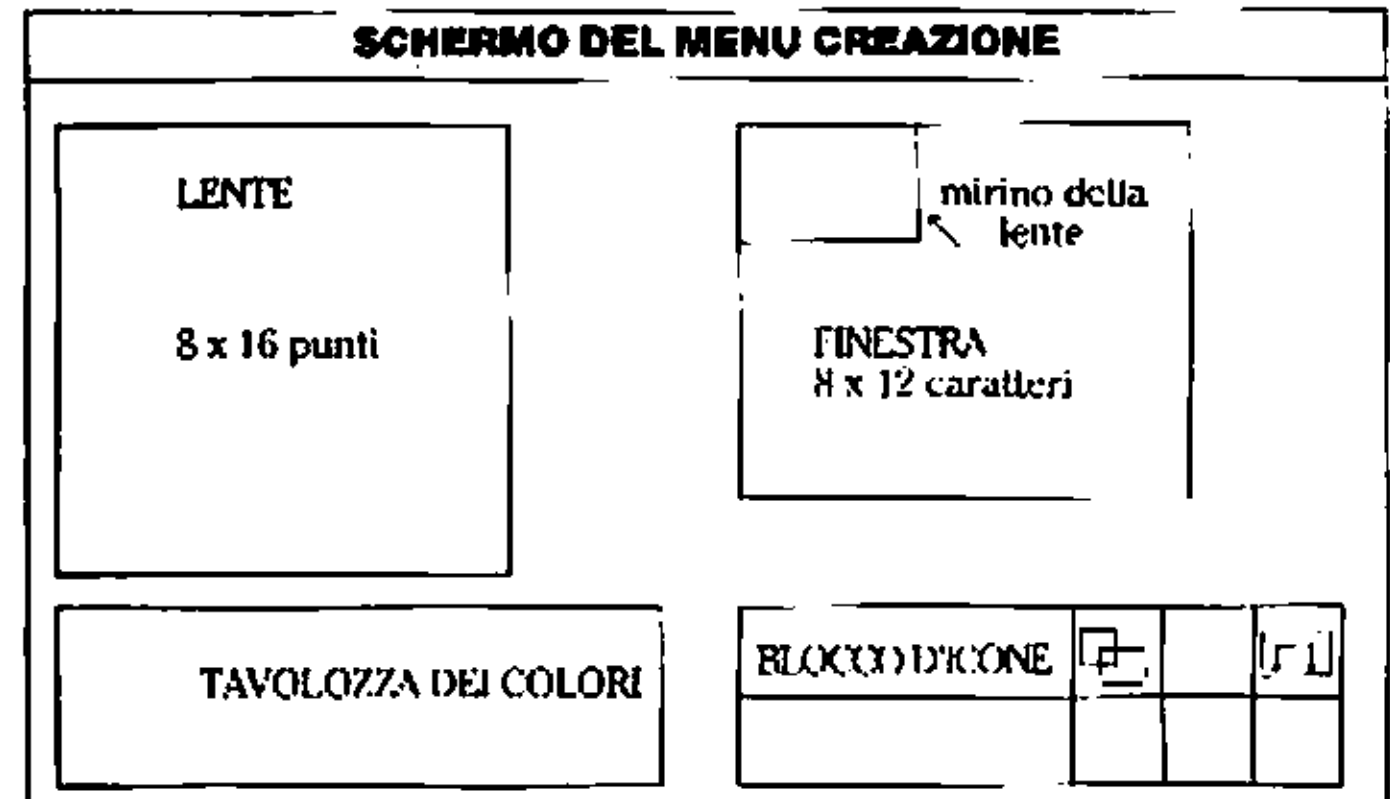 SCHERMO DEL MENU CREAZIONE
LENTE
8 x 16 punti
mirino della
lente
FINESTRA
8 x 12 caratteri
TAVOLOZZA DEI COLORI
BLOCCO D'ICONE